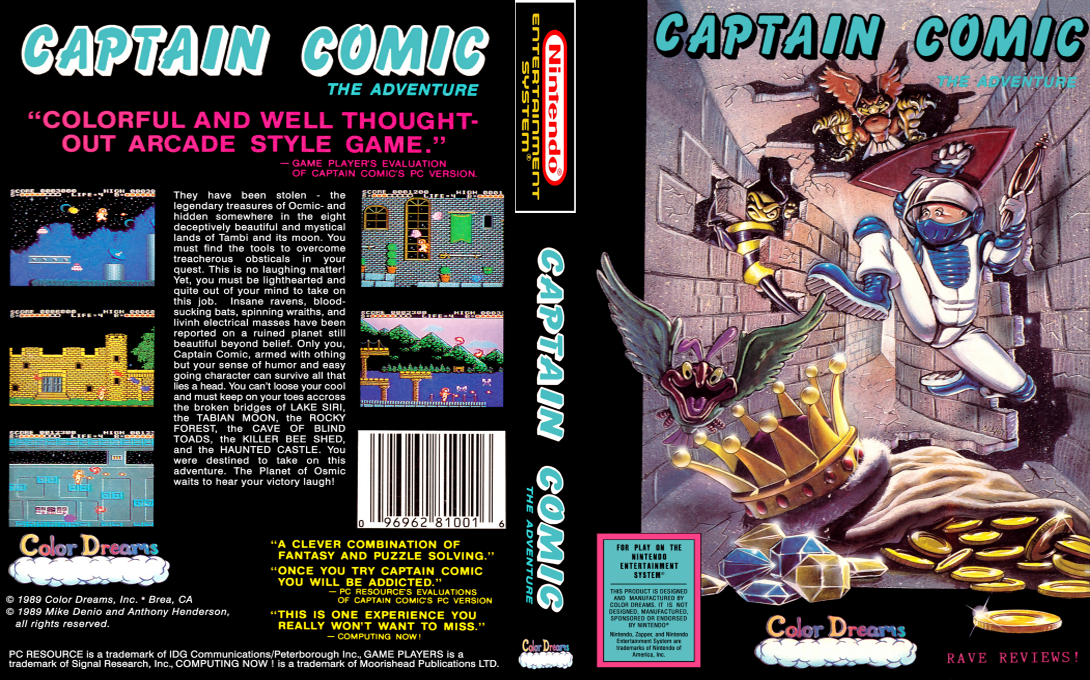 CAPTAIN COMIC
THE ADVENTURE
“COLORFUL AND WELL THOUGHT-
OUT ARCADE STYLE GAME.”
— GAME PLAYER'S EVALUATION
OF CAPTAIN COMIC'S PC VERSION.
They have been stolen - the
legendary treasures of Ocmic- and
hidden somewhere in the eight
deceptively beautiful and mystical
lands of Tambi and its moon. You
must find the tools to overcome
treacherous obsticals in your
quest. This is no laughing matter!
Yet, you must be lighthearted and
quite out of your mind to take on
this job. Insane ravens, blood-
sucking bats, spinning wraiths, and
livinh electrical masses have been
reported on a ruined planet still
beautiful beyond belief. Only you,
Captain Comic, armed with othing
but your sense of humor and easy
going character can survive all that
lies a head. You can't loose your cool
and must keep on your toes accross
the broken bridges of LAKE SIRI,
the TABIAN MOON, the ROCKY
FOREST, the CAVE OF BLIND
TOADS, the KILLER BEE SHED,
and the HAUNTED CASTLE. You
were destined to take on this
adventure. The Planet of Osmic
waits to hear your victory laugh!
0 96962 81001 6
Color Dreams
© 1989 Color Dreams, Inc. * Brea, CA
© 1989 Mike Denio and Anthony Henderson,
all rights reserved.
“A CLEVER COMBINATION OF
FANTASY AND PUZZLE SOLVING.”
“ONCE YOU TRY CAPTAIN COMIC
YOU WILL BE ADDICTED.”
— PC RESOURCE'S EVALUATIONS
OF CAPTAIN COMIC'S PC VERSION
“THIS IS ONE EXPERIENCE YOU
REALLY WON'T WANT TO MISS.”
— COMPUTING NOW!
PC RESOURCE is a trademark of IDG Communications/Peterborough Inc., GAME PLAYERS is a
trademark of Signal Research, Inc., COMPUTING NOW ! is a trademark of Moorishead Publications LTD.
Nintendo®
ENTERTAINMENT
SYSTEM®
CAPTAIN COMIC
THE ADVENTURE
Color Dreams
CAPTAIN COMIC
THE ADVENTURE
FOR PLAY ON THE
NINTENDO
ENTERTAINMENT
SYSTEM®
THIS PRODUCT IS DESIGNED
AND MANUFACTURED BY
COLOR DREAMS. IT IS NOT
DESIGNED, MANUFACTURED,
SPONSORED OR ENDORSED
BY NINTENDO®
Nintendo, Zapper, and Nintendo
Entertainment System are
trademarks of Nintendo of
America, Inc.
Color Dreams
RAVE REVIEWS!